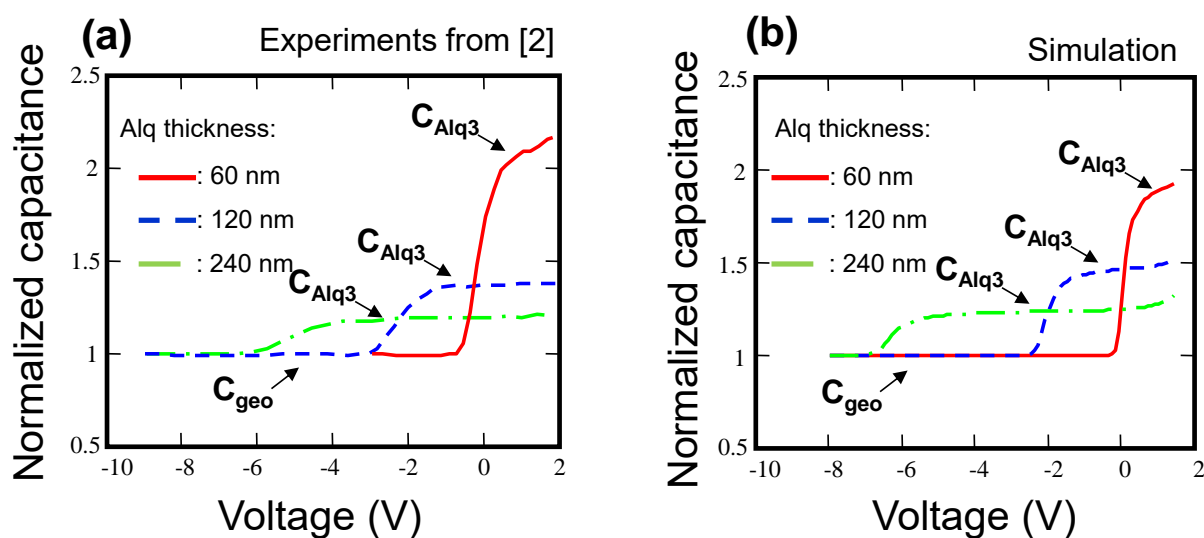 (a)
Experiments from [2]
Normalized capacitance
2.5
2
1.5
1
0.5
Alq thickness:
: 60 nm
: 120 nm
: 240 nm
CAlq3
CAlq3
CAlq3
Cgeo
-10 -8 -6 -4 -2 0 2
Voltage (V)
(b)
Simulation
Normalized capacitance
2.5
2
1.5
1
0.5
Alq thickness:
: 60 nm
: 120 nm
: 240 nm
CAlq3
CAlq3
CAlq3
Cgeo
-10 -8 -6 -4 -2 0 2
Voltage (V)